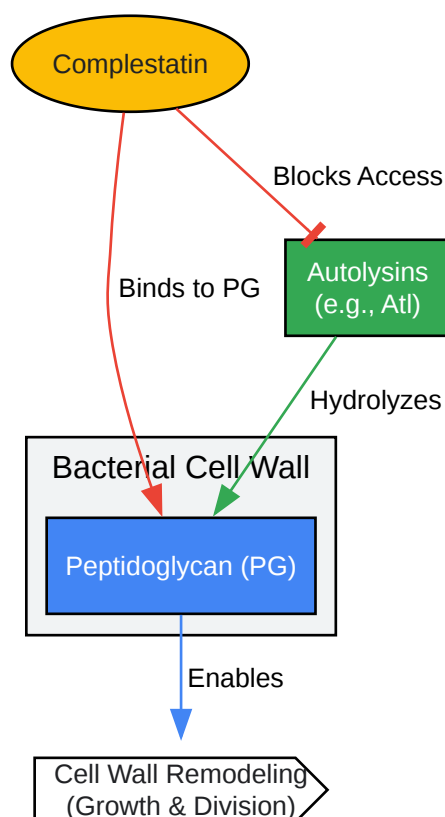 Complestatin
Blocks Access
Binds to PG
Autolysins
(e.g., Atl)
Hydrolyzes
Bacterial Cell Wall
Peptidoglycan (PG)
Enables
Cell Wall Remodeling
(Growth & Division)